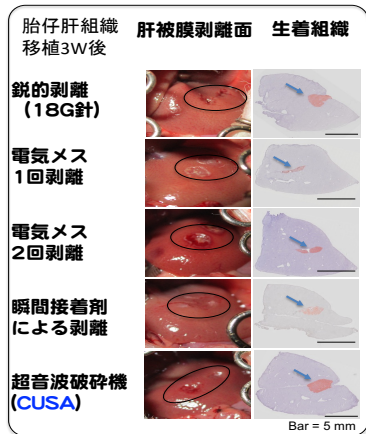 胎仔肝組織
移植3W後
肝被膜剥離面
生着組織
鋭的剥離
(18G針)
電気メス
1回剥離
電気メス
2回剥離
瞬間接着剤
による剥離
超音波破砕機
(CUSA)
Bar = 5 mm